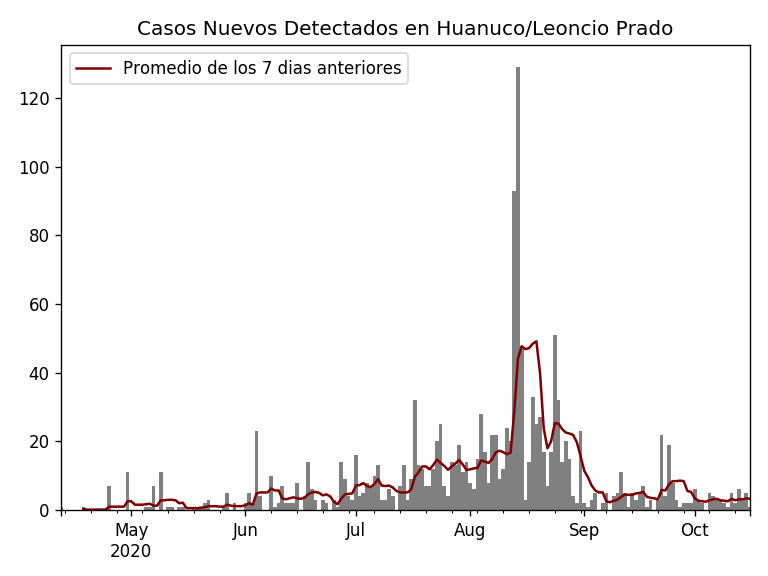 Casos Nuevos Detectados en Huanuco/Leoncio Prado
Promedio de los 7 dias anteriores
120
100
80
60
40
20
0
May Jun Jul Aug Sep Oct
2020